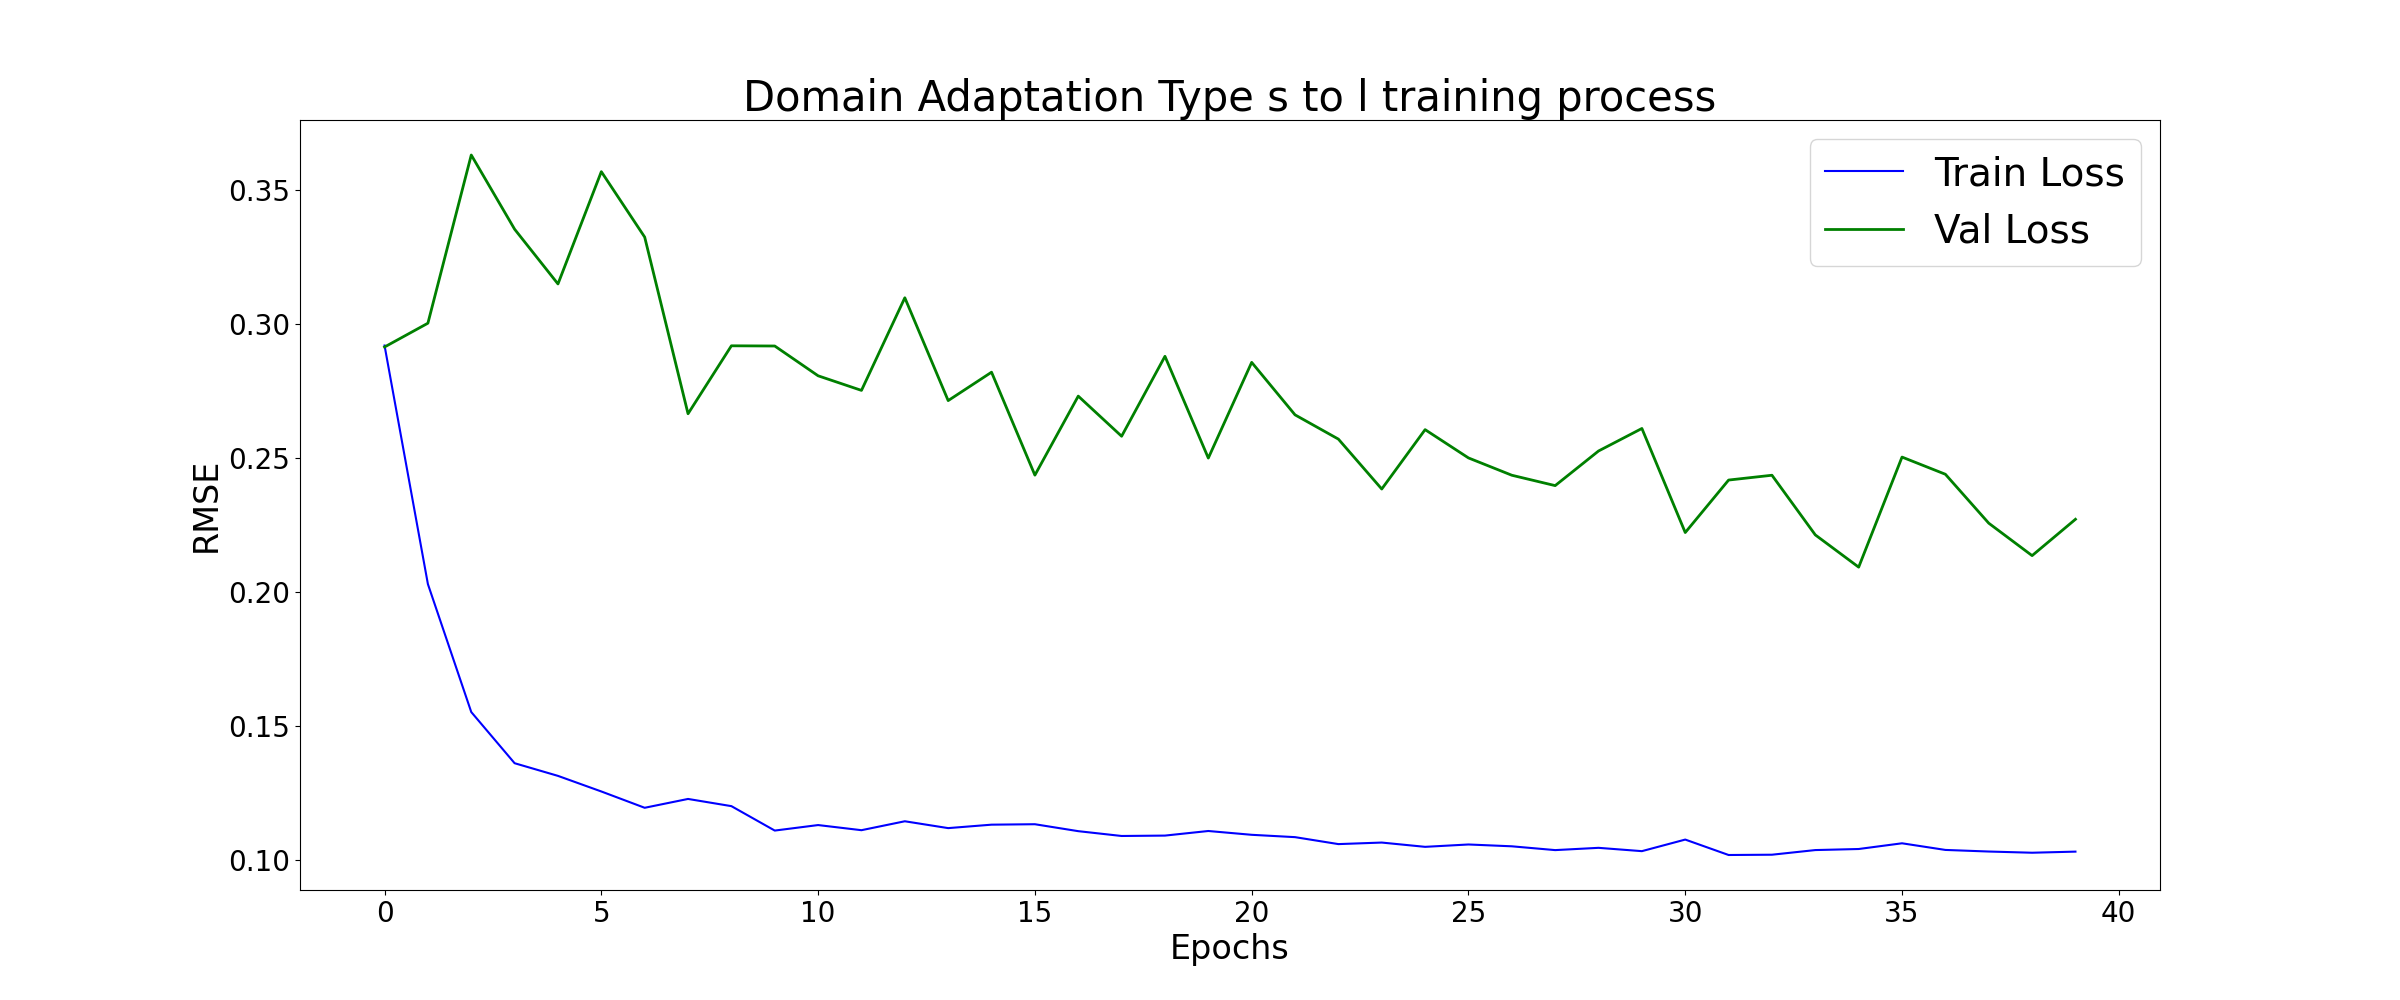 Domain Adaptation Type s to l training process
Train Loss
Val Loss
0.35
0.30
0.25
0.20
0.15
0.10
RMSE
0 5 10 15 20 25 30 35 40
Epochs